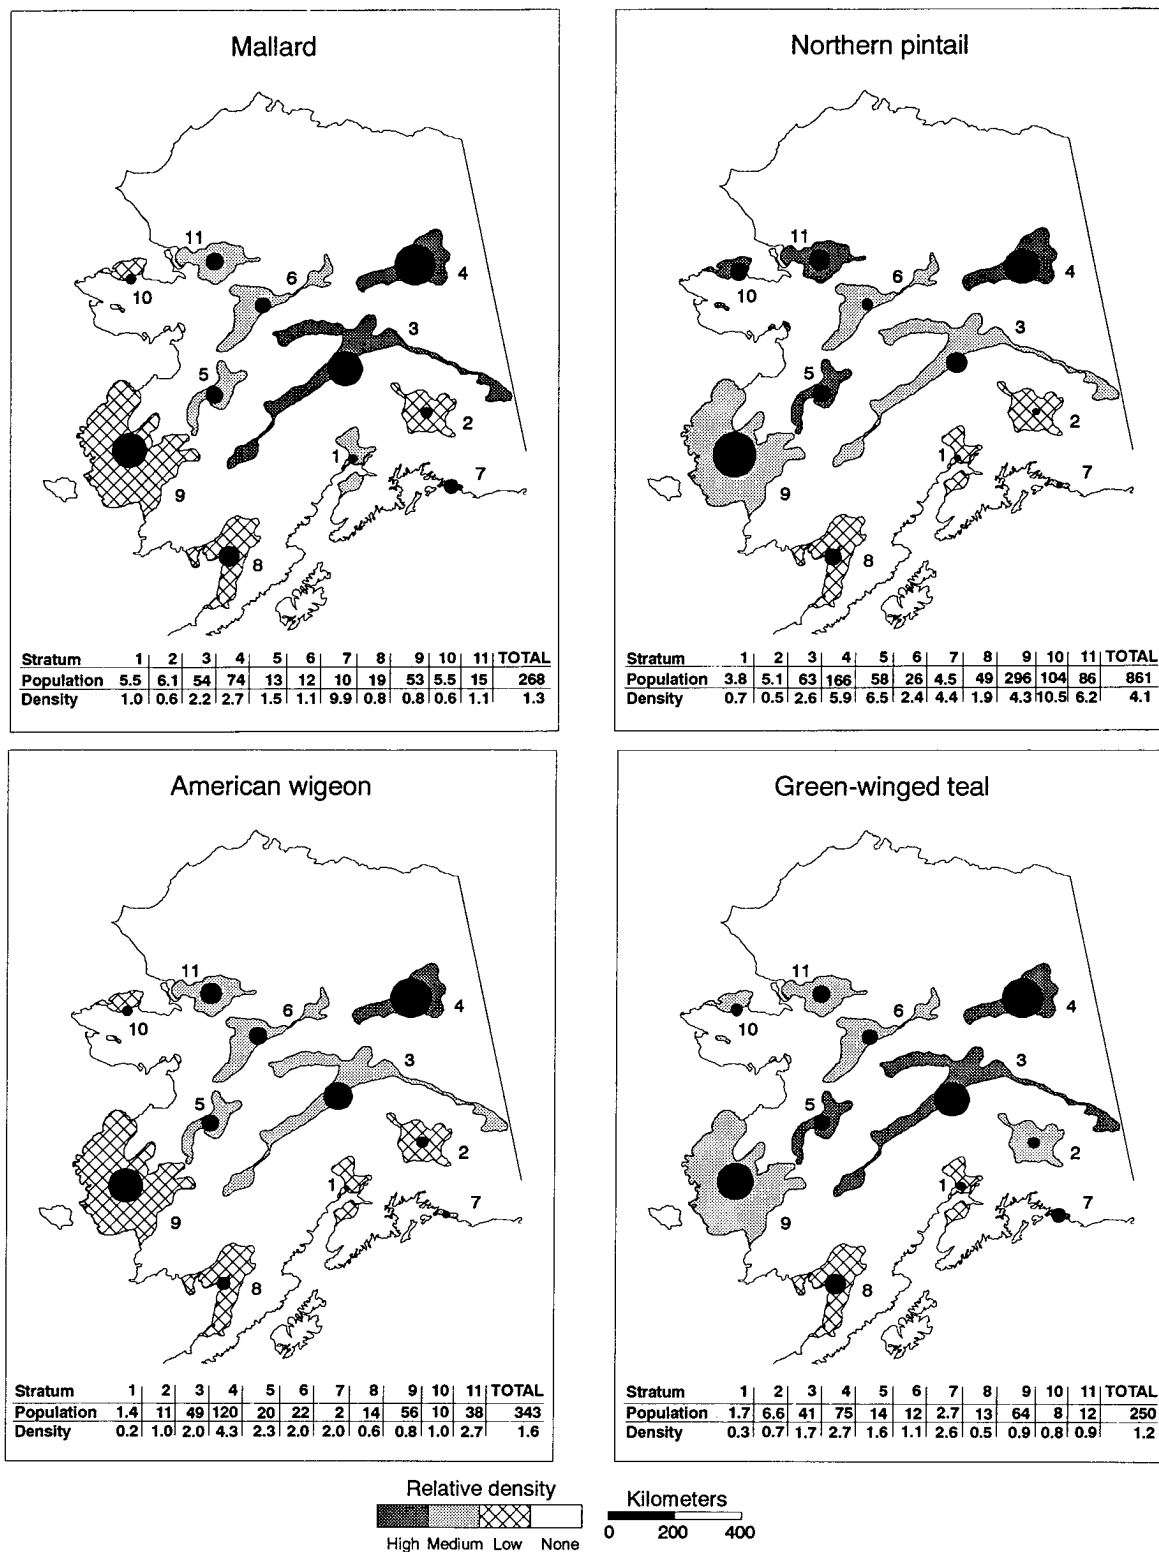 Mallard
11
10
6
4
3
5
2
1
7
9
8
Stratum 1 2 3 4 5 6 7 8 9 10 11 TOTAL
Population 5.5 6.1 54 74 13 12 10 19 53 5.5 15 268
Density 1.0 0.6 2.2 2.7 1.5 1.1 9.9 0.8 0.8 0.6 1.1 1.3
Northern pintail
11
10
6
4
3
5
2
1
7
9
8
Stratum 1 2 3 4 5 6 7 8 9 10 11 TOTAL
Population 3.8 5.1 63 166 58 26 4.5 49 296 104 86 861
Density 0.7 0.5 2.6 5.9 6.5 2.4 4.4 1.9 4.3 10.5 6.2 4.1
American wigeon
11
10
6
4
3
5
2
1
7
9
8
Stratum 1 2 3 4 5 6 7 8 9 10 11 TOTAL
Population 1.4 11 49 120 20 22 2 14 56 10 38 343
Density 0.2 1.0 2.0 4.3 2.3 2.0 2.0 0.6 0.8 1.0 2.7 1.6
Green-winged teal
11
10
6
4
3
5
2
1
7
9
8
Stratum 1 2 3 4 5 6 7 8 9 10 11 TOTAL
Population 1.7 6.6 41 75 14 12 2.7 13 64 8 12 250
Density 0.3 0.7 1.7 2.7 1.6 1.1 2.6 0.5 0.9 0.8 0.9 1.2
Relative density
High Medium Low None
Kilometers
0 200 400